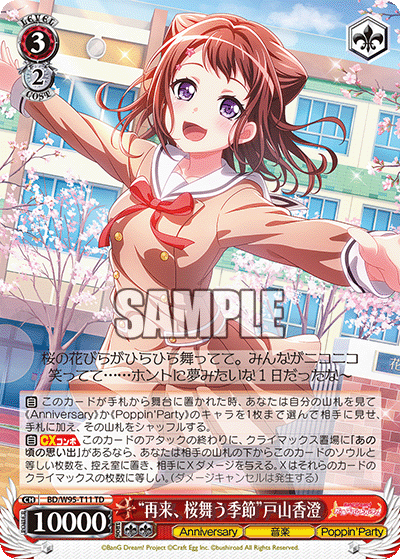 LEVEL
3
2
COST
SAMPLE
桜の花びらがひらひら舞ってて。みんながニコニコ
笑ってて……ホントに夢みたいな1日だったな~
自 このカードが手札から舞台に置かれた時、あなたは自分の山札を見て
《Anniversary》か《Poppin'Party》のキャラを1枚まで選んで相手に見せ、
手札に加え、その山札をシャッフルする。
自 CXコンボ このカードのアタックの終わりに、クライマックス置場に「あの
頃の思い出」があるなら、あなたは相手の山札の下からこのカードのソウルと
等しい枚数を、控え室に置き、相手にXダメージを与える。Xはそれらのカード
のクライマックスの枚数に等しい。(ダメージキャンセルは発生する)
CH BD/W95-T11 TD
10000
"再来、桜舞う季節"戸山香澄
Anniversary 音楽 Poppin'Party
©BanG Dream! Project ©Craft Egg Inc. ©bushiroad All Rights Reserved.